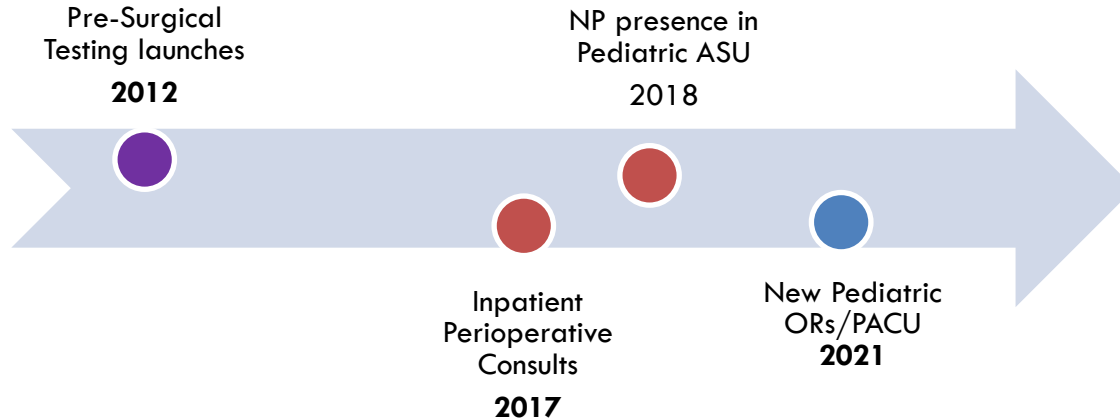 Pre-Surgical
Testing launches
2012
NP presence in
Pediatric ASU
2018
Inpatient
Perioperative
Consults
2017
New Pediatric
ORs/PACU
2021